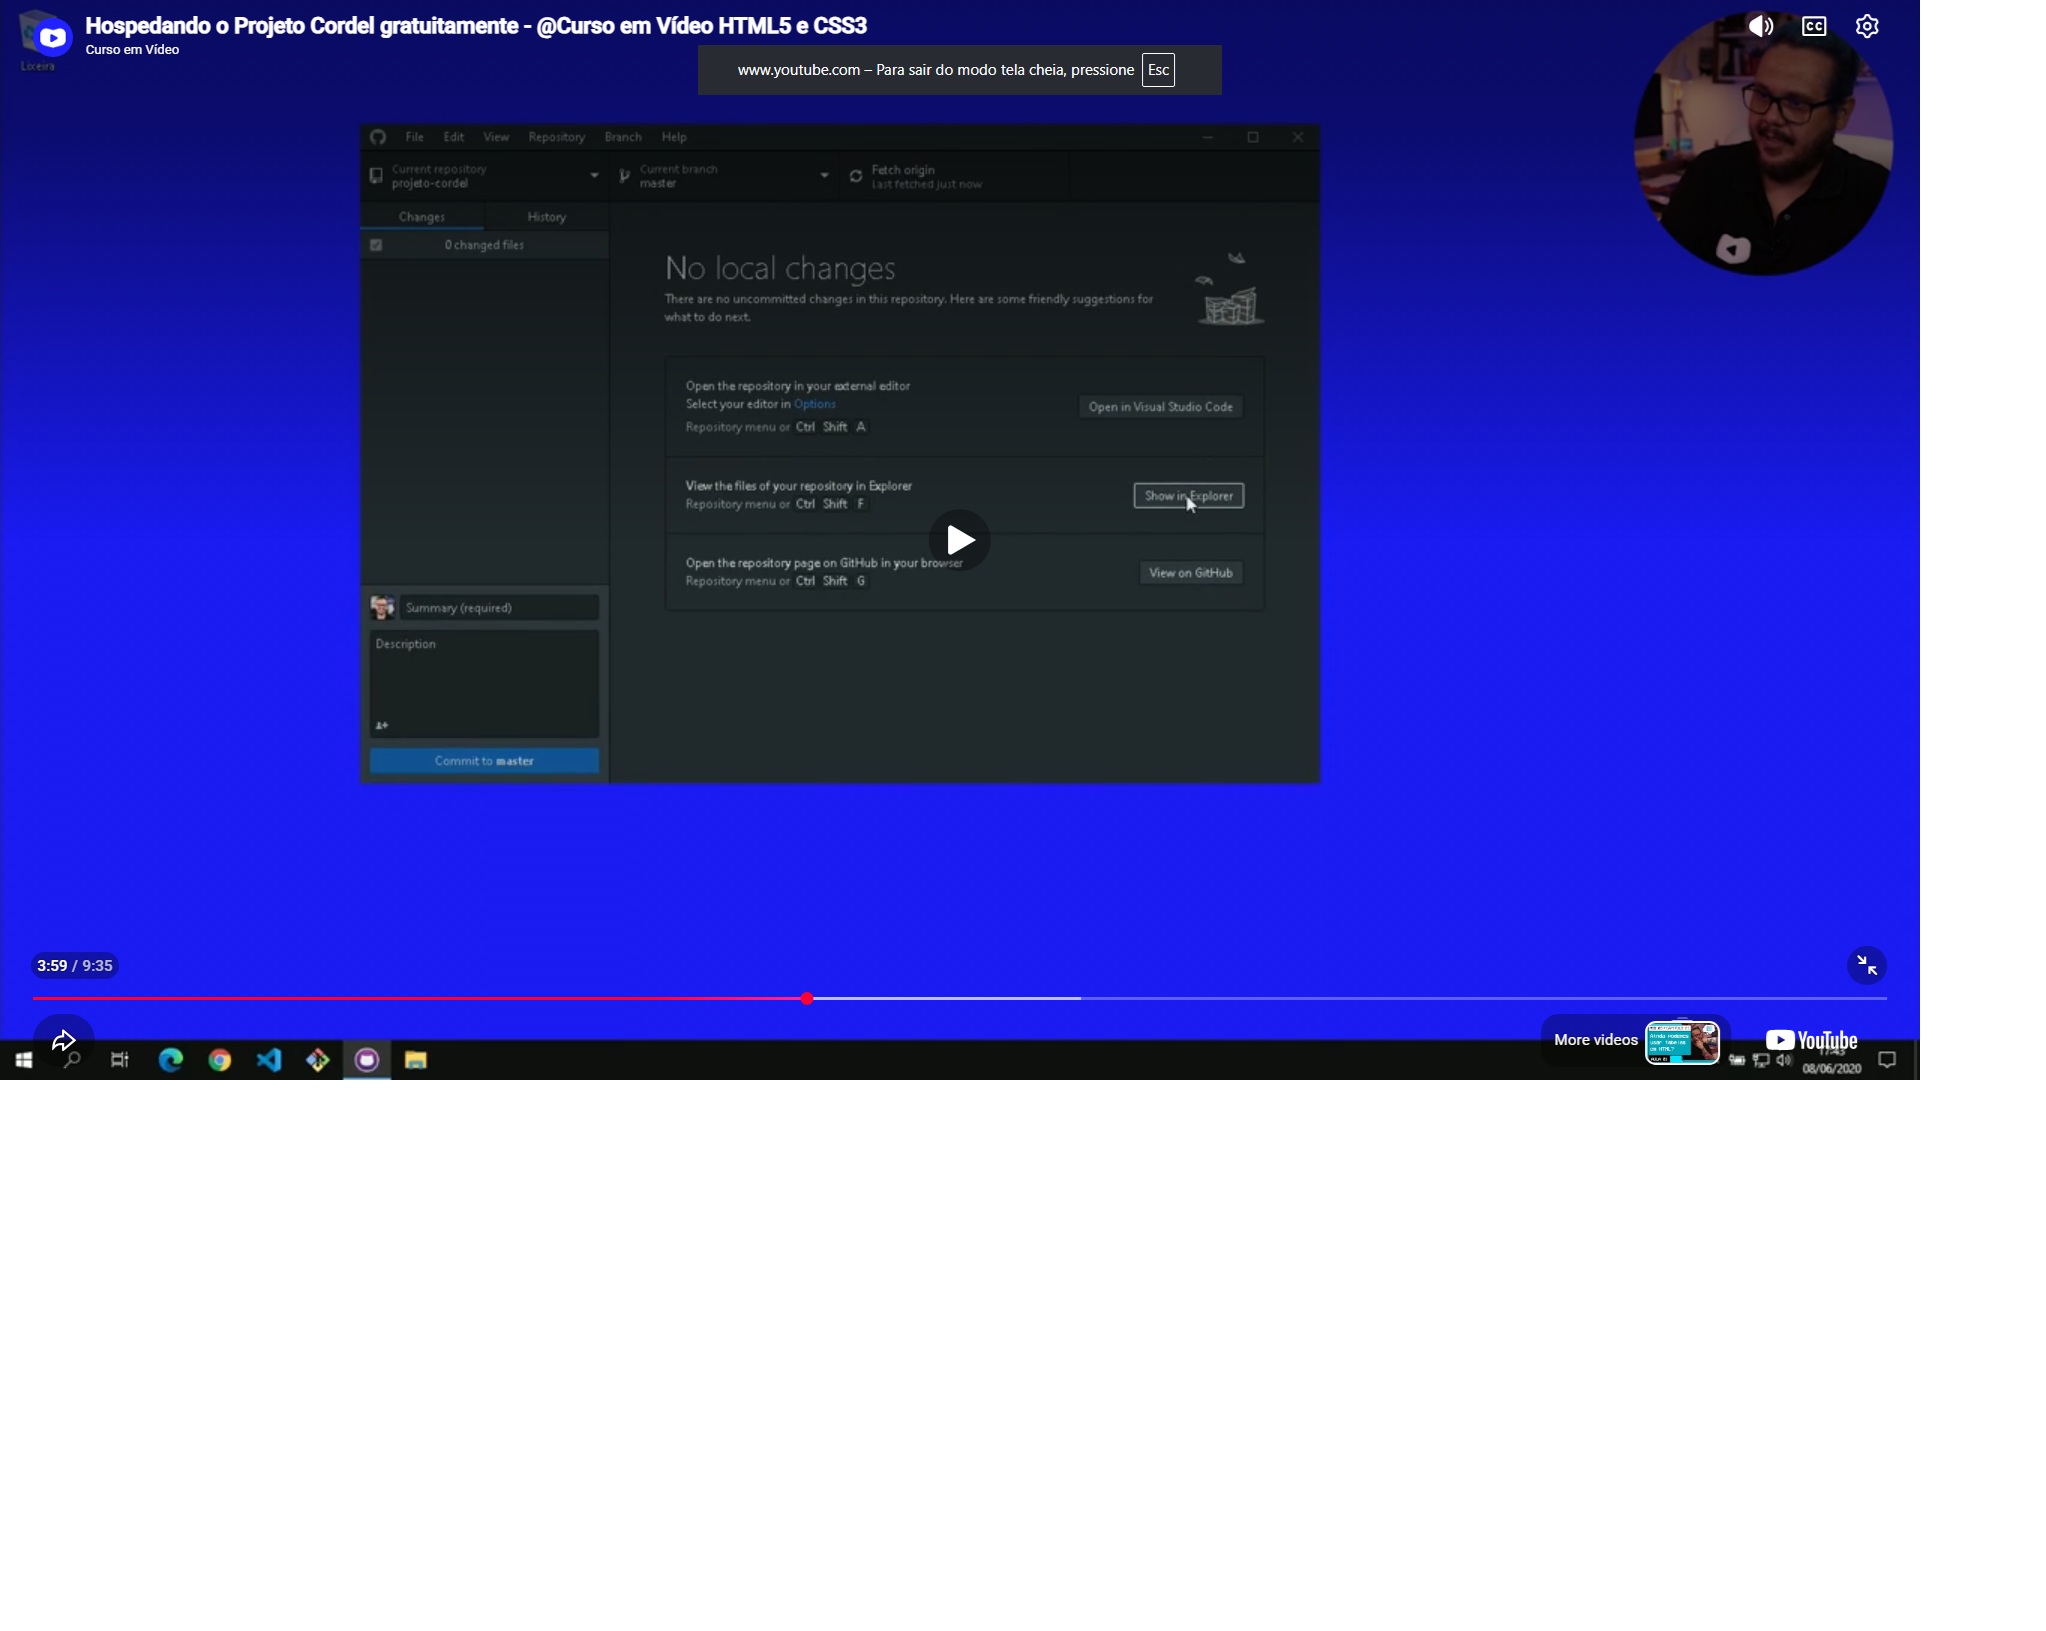 Hospedando o Projeto Cordel gratuitamente - @Curso em Vídeo HTML5 e CSS3
Curso em Vídeo
Lixeira
CC
www.youtube.com – Para sair do modo tela cheia, pressione Esc
File Edit View Repository Branch Help
Current repository
projeto-cordel
Current branch
master
Fetch origin
Last fetched just now
Changes History
0 changed files
No local changes
There are no uncommitted changes in this repository. Here are some friendly suggestions for
what to do next.
Open the repository in your external editor
Select your editor in Options
Repository menu or Ctrl Shift A
Open in Visual Studio Code
View the files of your repository in Explorer
Repository menu or Ctrl Shift F
Show in Explorer
Open the repository page on GitHub in your browser
Repository menu or Ctrl Shift G
View on GitHub
Summary (required)
Description
Commit to master
3:59 / 9:35
More videos
YouTube
08/06/2020